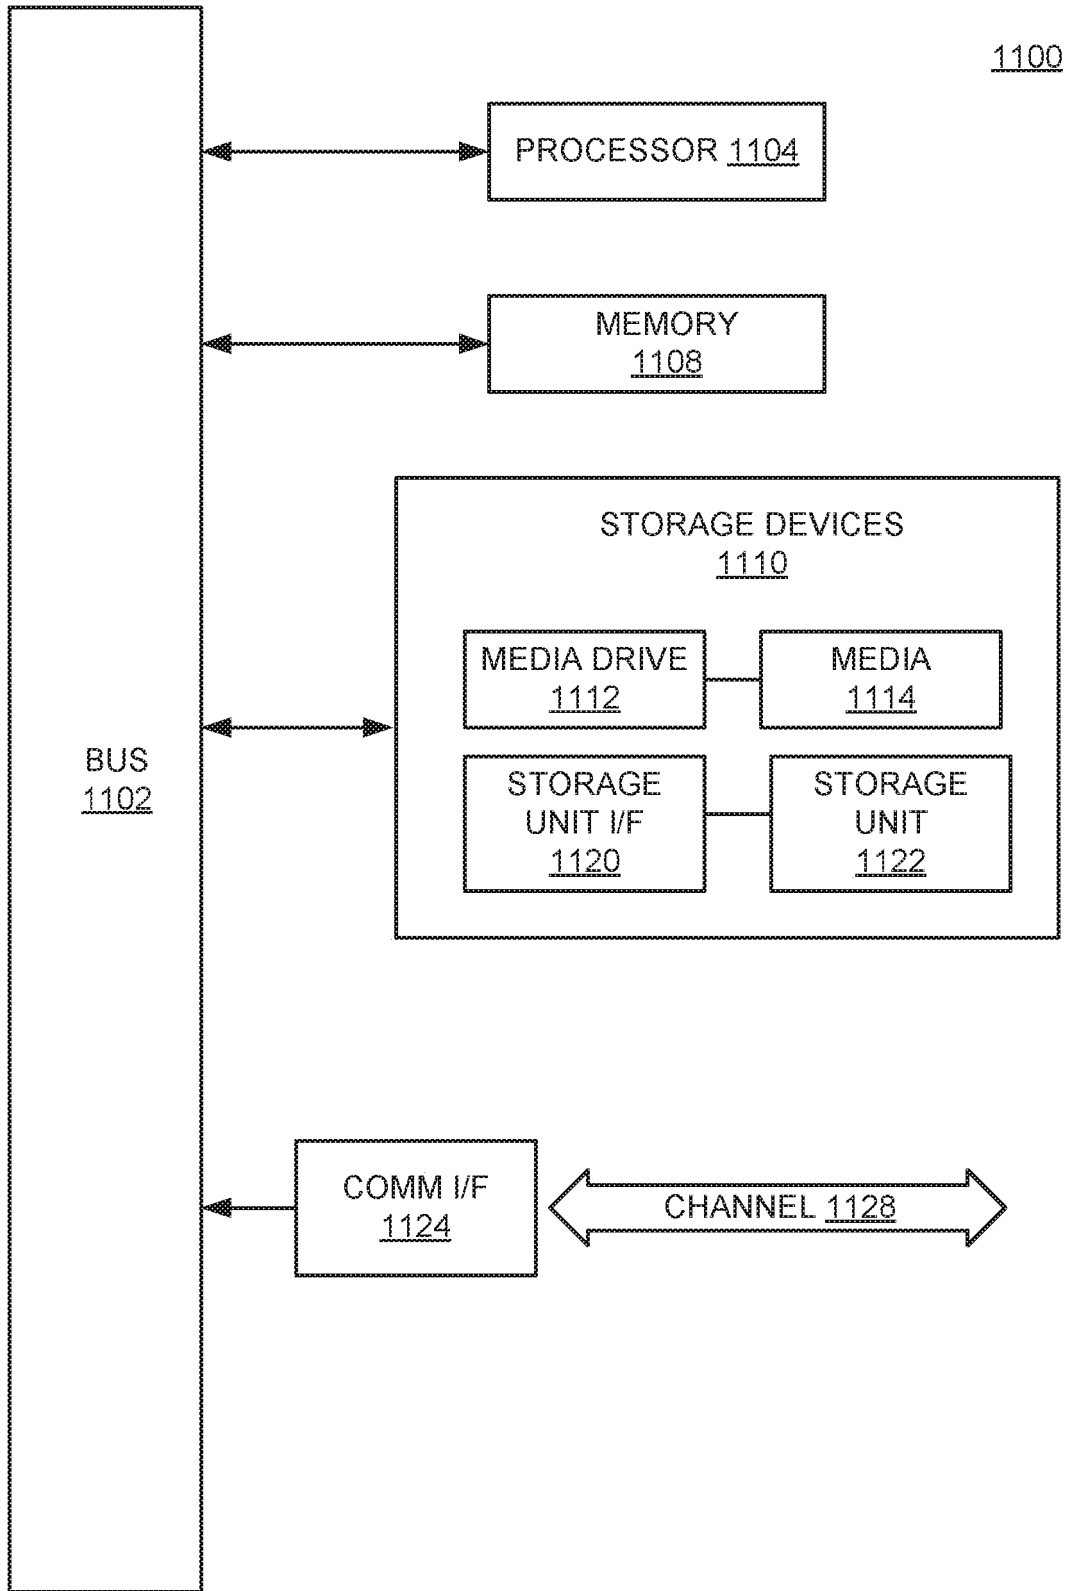 1100
PROCESSOR 1104
MEMORY
1108
STORAGE DEVICES
1110
MEDIA DRIVE
1112
MEDIA
1114
BUS
1102
STORAGE
UNIT I/F
1120
STORAGE
UNIT
1122
COMM I/F
1124
CHANNEL 1128